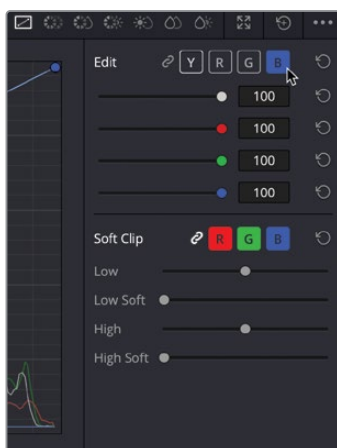 Edit Y R G B
100
100
100
100
Soft Clip R G B
Low
Low Soft
High
High Soft